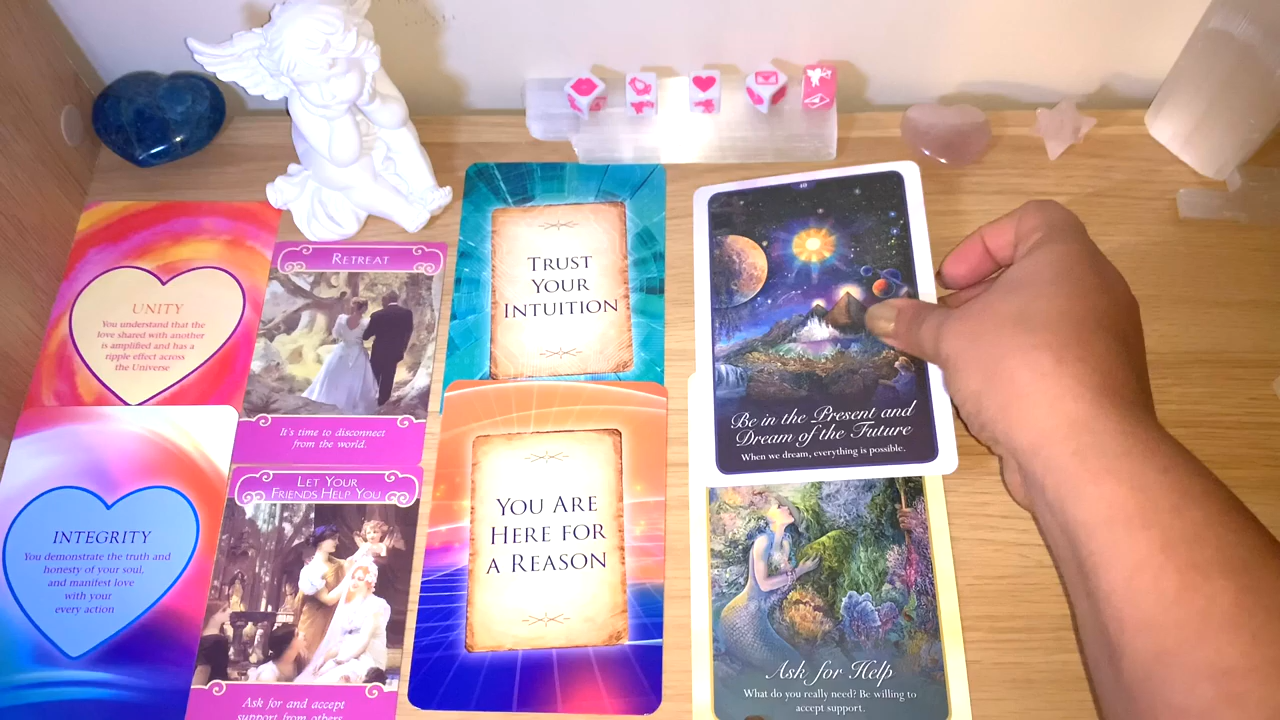 UNITY
You understand that the
love shared with another
is amplified and has a
ripple effect across
the Universe
RETREAT
It's time to disconnect
from the world.
TRUST
YOUR
INTUITION
Be in the Present and
Dream of the Future
When we dream, everything is possible.
INTEGRITY
You demonstrate the truth and
honesty of your soul,
and manifest love
with your
every action
LET YOUR
FRIENDS HELP YOU
Ask for and accept
support from others.
YOU ARE
HERE FOR
A REASON
Ask for Help
What do you really need? Be willing to
accept support.